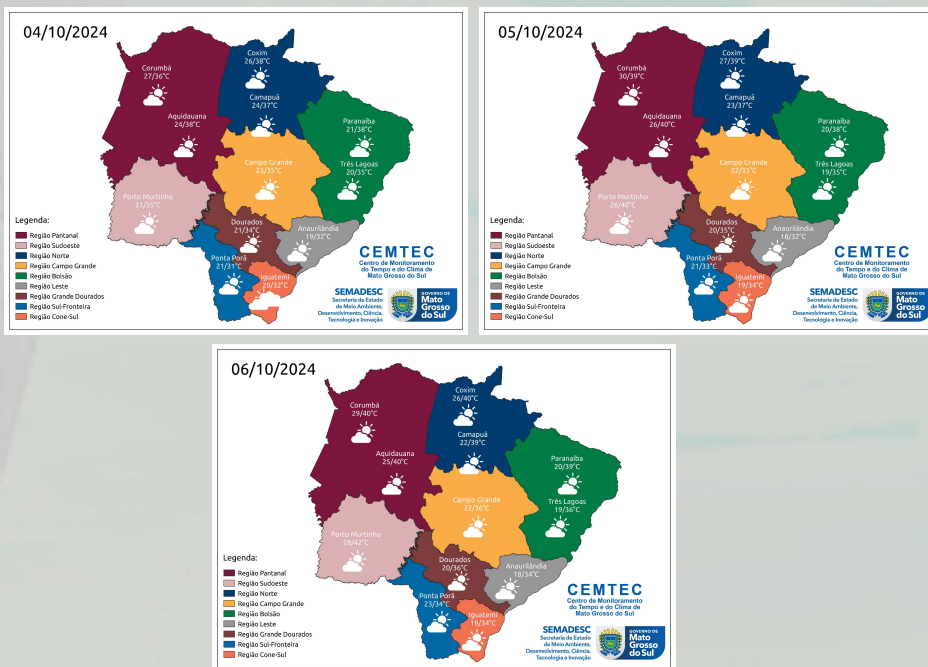 04/10/2024
Coxim
26/38°C
Corumbá
27/36°C
Camapuã
24/37°C
Aquidauana
24/38°C
Paranaíba
21/38°C
Campo Grande
23/35°C
Três Lagoas
20/35°C
Porto Murtinho
21/35°C
Dourados
21/34°C
Anaurilândia
19/32°C
Ponta Porã
21/31°C
Iguatemi
20/32°C
Legenda:
Região Pantanal
Região Sudoeste
Região Norte
Região Campo Grande
Região Bolsão
Região Leste
Região Grande Dourados
Região Sul-Fronteira
Região Cone-Sul
CEMTEC
Centro de Monitoramento
do Tempo e do Clima de
Mato Grosso do Sul
SEMADESC
Secretaria de Estado
de Meio Ambiente,
Desenvolvimento, Ciência,
Tecnologia e Inovação
GOVERNO DE
Mato
Grosso
do Sul
05/10/2024
Coxim
27/39°C
Corumbá
30/39°C
Camapuã
23/37°C
Aquidauana
26/40°C
Paranaíba
20/38°C
Campo Grande
22/35°C
Três Lagoas
19/35°C
Porto Murtinho
26/40°C
Dourados
20/35°C
Anaurilândia
18/32°C
Ponta Porã
21/33°C
Iguatemi
19/34°C
Legenda:
Região Pantanal
Região Sudoeste
Região Norte
Região Campo Grande
Região Bolsão
Região Leste
Região Grande Dourados
Região Sul-Fronteira
Região Cone-Sul
CEMTEC
Centro de Monitoramento
do Tempo e do Clima de
Mato Grosso do Sul
SEMADESC
Secretaria de Estado
de Meio Ambiente,
Desenvolvimento, Ciência,
Tecnologia e Inovação
GOVERNO DE
Mato
Grosso
do Sul
06/10/2024
Coxim
26/40°C
Corumbá
29/40°C
Camapuã
22/39°C
Aquidauana
25/40°C
Paranaíba
20/39°C
Campo Grande
22/36°C
Três Lagoas
19/36°C
Porto Murtinho
28/42°C
Dourados
20/36°C
Anaurilândia
18/34°C
Ponta Porã
23/34°C
Iguatemi
19/34°C
Legenda:
Região Pantanal
Região Sudoeste
Região Norte
Região Campo Grande
Região Bolsão
Região Leste
Região Grande Dourados
Região Sul-Fronteira
Região Cone-Sul
CEMTEC
Centro de Monitoramento
do Tempo e do Clima de
Mato Grosso do Sul
SEMADESC
Secretaria de Estado
de Meio Ambiente,
Desenvolvimento, Ciência,
Tecnologia e Inovação
GOVERNO DE
Mato
Grosso
do Sul